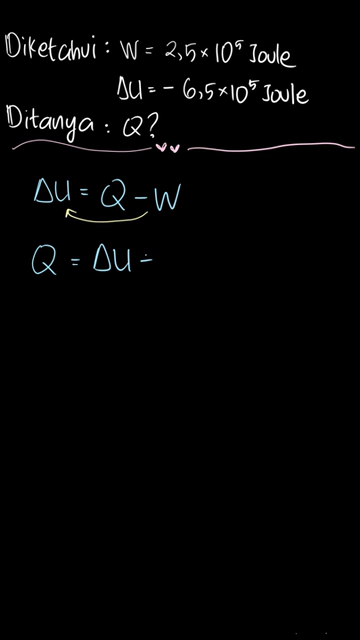 Diketahui : W = 2,5 × 10⁵ Joule
ΔU = - 6,5 × 10⁵ Joule
Ditanya : Q?
ΔU = Q - W
Q = ΔU